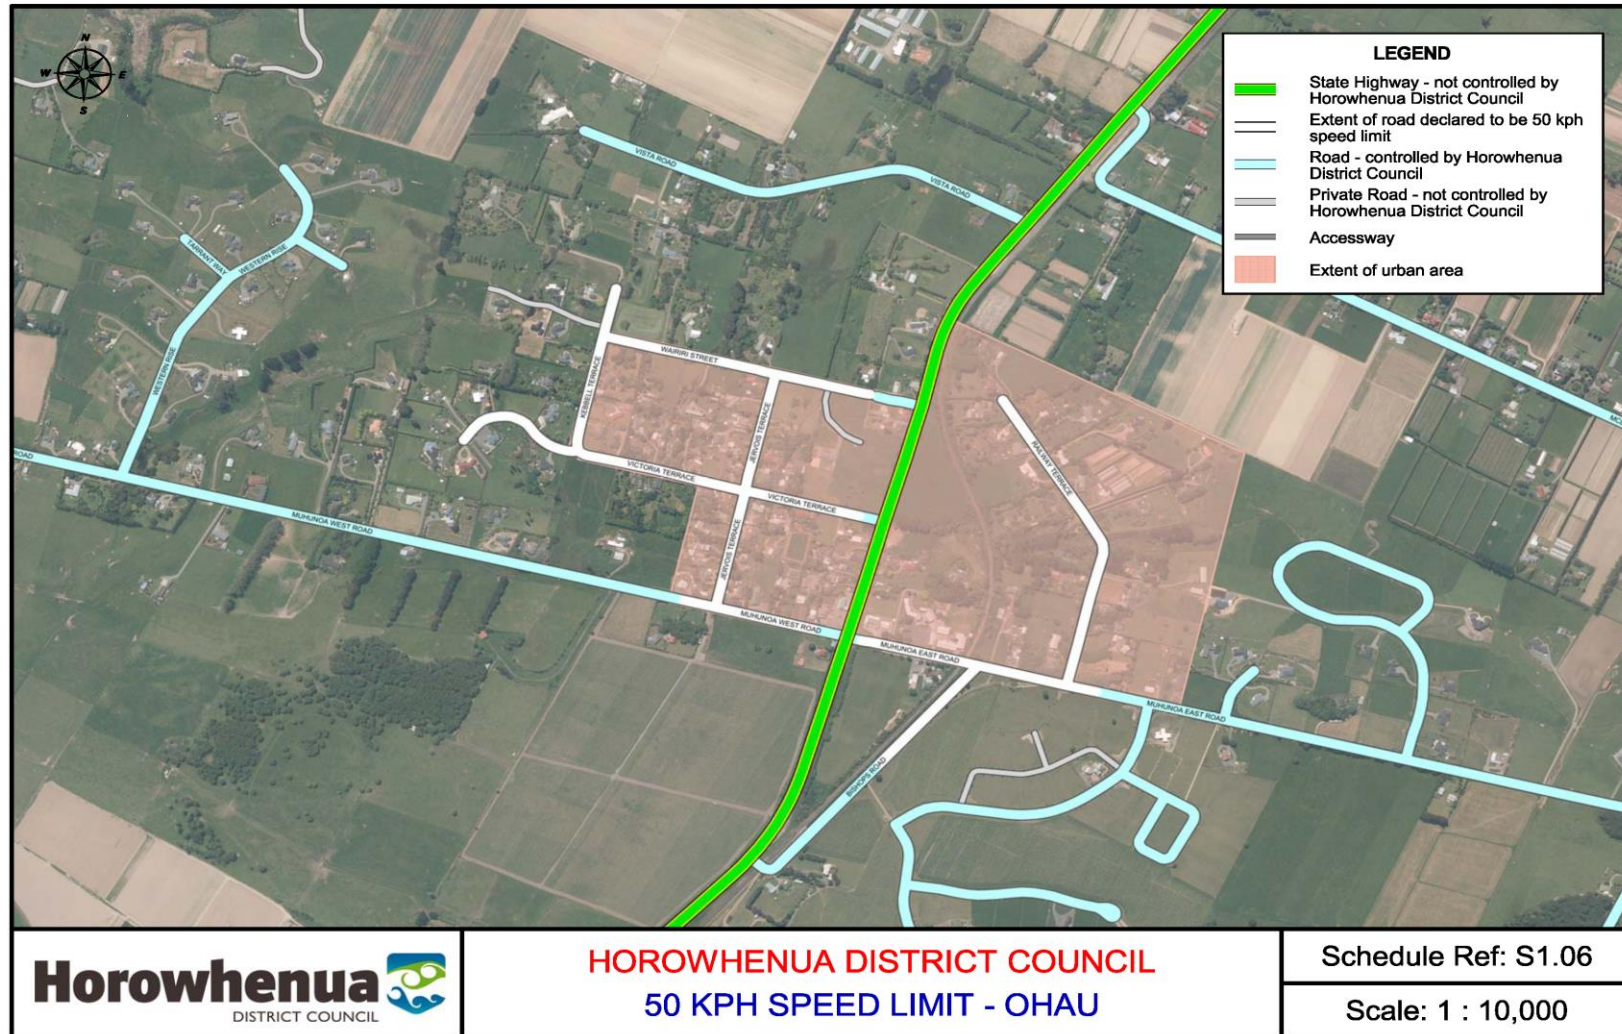 N
W
E
S
LEGEND
State Highway - not controlled by
Horowhenua District Council
Extent of road declared to be 50 kph
speed limit
Road - controlled by Horowhenua
District Council
Private Road - not controlled by
Horowhenua District Council
Accessway
Extent of urban area
VISTA ROAD
VISTA ROAD
TARRANT WAY
WESTERN RISE
WESTERN RISE
WAIRIRI STREET
KEBBELL TERRACE
JERVOIS TERRACE
VICTORIA TERRACE
VICTORIA TERRACE
JERVOIS TERRACE
RAILWAY TERRACE
ROAD
MUHUNOA WEST ROAD
MUHUNOA WEST ROAD
MUHUNOA EAST ROAD
MUHUNOA EAST ROAD
BISHOPS ROAD
Horowhenua
DISTRICT COUNCIL
HOROWHENUA DISTRICT COUNCIL
50 KPH SPEED LIMIT - OHAU
Schedule Ref: S1.06
Scale: 1 : 10,000